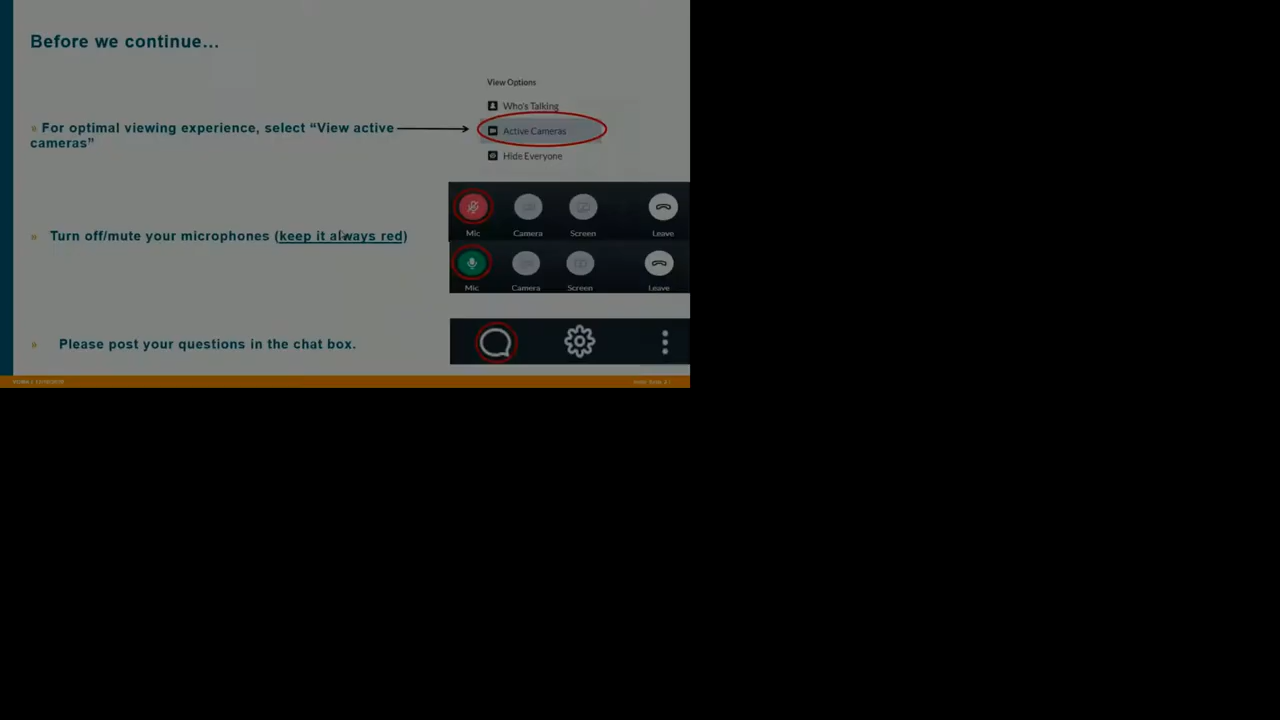 Before we continue…
View Options
Who's Talking
» For optimal viewing experience, select “View active
cameras”
Active Cameras
Hide Everyone
» Turn off/mute your microphones (keep it always red)
Mic Camera Screen Leave
Mic Camera Screen Leave
» Please post your questions in the chat box.